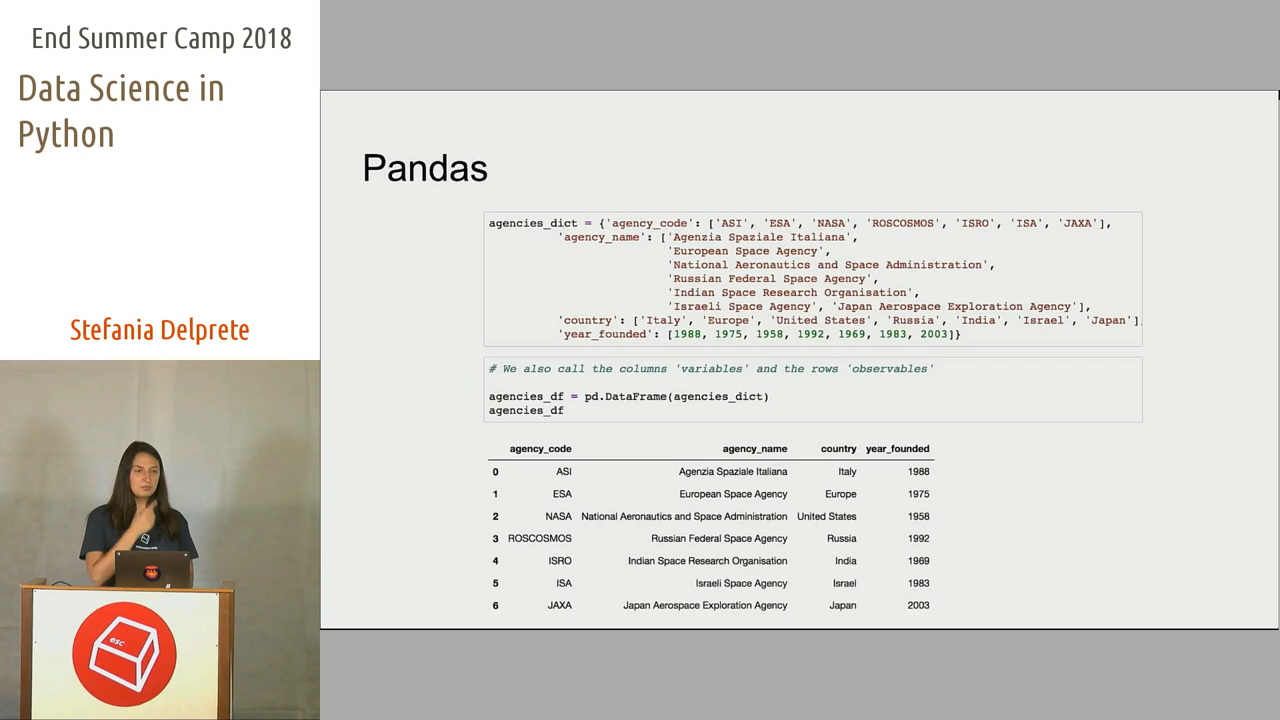 End Summer Camp 2018
Data Science in
Python
Stefania Delprete
esc
Pandas
agencies_dict = {'agency_code': ['ASI', 'ESA', 'NASA', 'ROSCOSMOS', 'ISRO', 'ISA', 'JAXA'],
'agency_name': ['Agenzia Spaziale Italiana',
'European Space Agency',
'National Aeronautics and Space Administration',
'Russian Federal Space Agency',
'Indian Space Research Organisation',
'Israeli Space Agency', 'Japan Aerospace Exploration Agency'],
'country': ['Italy', 'Europe', 'United States', 'Russia', 'India', 'Israel', 'Japan']
'year_founded': [1988, 1975, 1958, 1992, 1969, 1983, 2003]}
# We also call the columns 'variables' and the rows 'observables'
agencies_df = pd.DataFrame(agencies_dict)
agencies_df
agency_code agency_name country year_founded
0 ASI Agenzia Spaziale Italiana Italy 1988
1 ESA European Space Agency Europe 1975
2 NASA National Aeronautics and Space Administration United States 1958
3 ROSCOSMOS Russian Federal Space Agency Russia 1992
4 ISRO Indian Space Research Organisation India 1969
5 ISA Israeli Space Agency Israel 1983
6 JAXA Japan Aerospace Exploration Agency Japan 2003